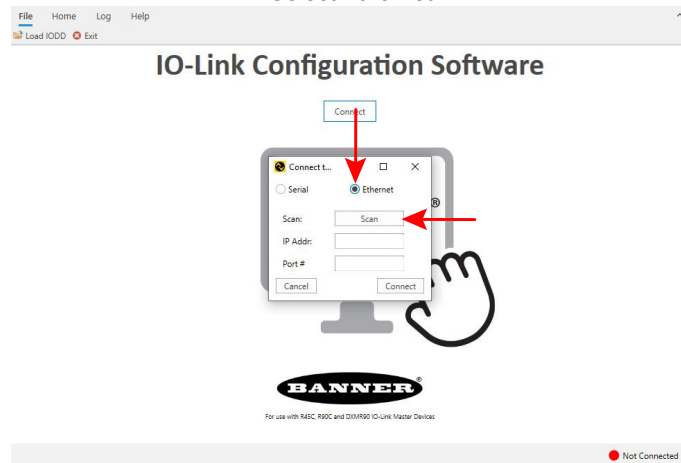 File Home Log Help
Load IODD Exit
IO-Link Configuration Software
Connect
Connect t...
Serial Ethernet
®
Scan: Scan
IP Addr:
Port #
Cancel Connect
BANNER®
For use with R45C, R90C and DXMR90 IO-Link Master Devices
Not Connected